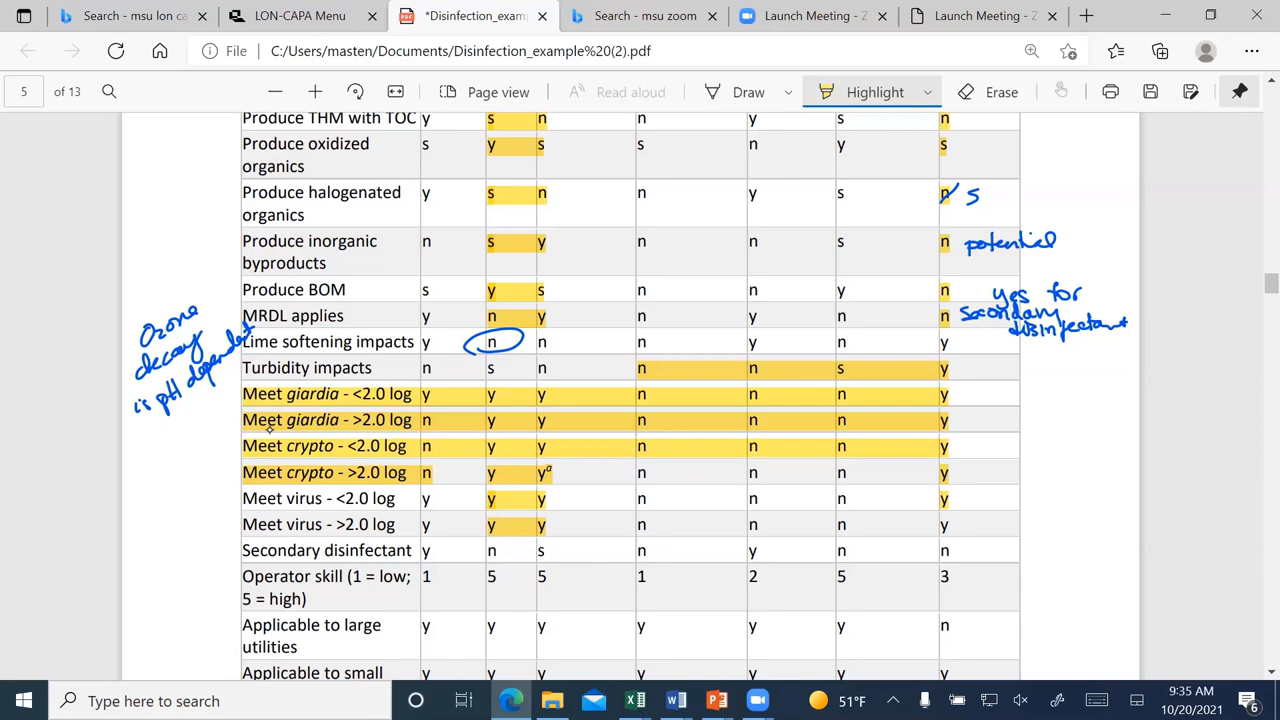 Search - msu lon ca
LON-CAPA Menu
*Disinfection_exam
Search - msu zoom
Launch Meeting - Z
Launch Meeting - Z
File
C:/Users/masten/Documents/Disinfection_example%20(2).pdf
5 of 13
Page view
Read aloud
Draw
Highlight
Erase
Produce THM with TOC y s n n y s n
Produce oxidized organics s y s s n y s
Produce halogenated organics y s n n y s n s
Produce inorganic byproducts n s y n n s n potential
Produce BOM s y s n n y n
MRDL applies y n y n y n n yes for secondary disinfectant
Lime softening impacts y n n n y n y
Ozone decay is pH dependent
Turbidity impacts n s n n n s y
Meet giardia - <2.0 log y y y n n n y
Meet giardia - >2.0 log n y y n n n y
Meet crypto - <2.0 log n y y n n n y
Meet crypto - >2.0 log n y yᵃ n n n y
Meet virus - <2.0 log y y y n n n y
Meet virus - >2.0 log y y y n n n y
Secondary disinfectant y n s n y n n
Operator skill (1 = low; 5 = high) 1 5 5 1 2 5 3
Applicable to large utilities y y y y y y n
Applicable to small y y y y y y y
Type here to search
51°F
9:35 AM
10/20/2021
6